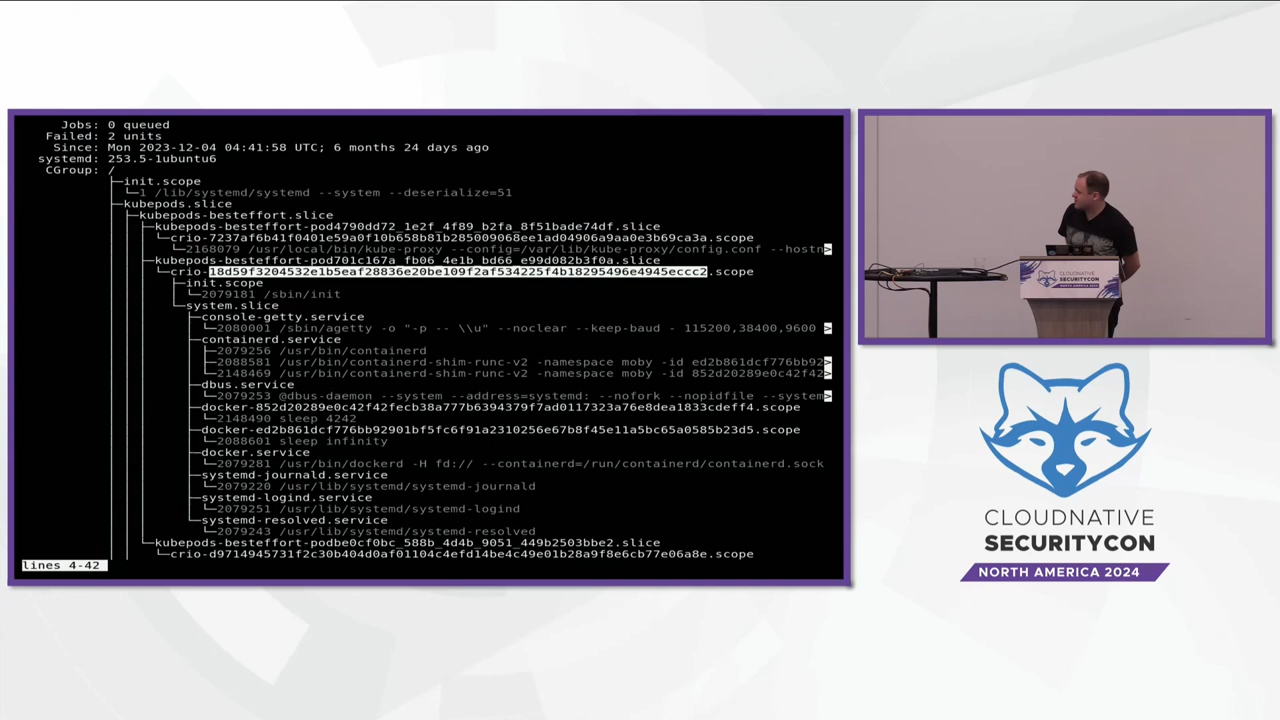 Jobs: 0 queued
Failed: 2 units
Since: Mon 2023-12-04 04:41:58 UTC; 6 months 24 days ago
systemd: 253.5-1ubuntu6
CGroup: /
├─init.scope
└─1 /lib/systemd/systemd --system --deserialize=51
├─kubepods.slice
├─kubepods-besteffort.slice
├─kubepods-besteffort-pod4790dd72_1e2f_4f89_b2fa_8f51bade74df.slice
└─crio-7237af6b41f0401e59a0f10b658b81b285009068ee1ad04906a9aa0e3b69ca3a.scope
└─2168079 /usr/local/bin/kube-proxy --config=/var/lib/kube-proxy/config.conf --hostn>
├─kubepods-besteffort-pod701c167a_fb06_4e1b_bd66_e99d082b3f0a.slice
└─crio-18d59f3204532e1b5eaf28836e20be109f2af534225f4b18295496e4945eccc2.scope
├─init.scope
└─2079181 /sbin/init
└─system.slice
├─console-getty.service
└─2080001 /sbin/agetty -o "-p -- \\u" --noclear --keep-baud - 115200,38400,9600 >
├─containerd.service
├─2079256 /usr/bin/containerd
├─2088581 /usr/bin/containerd-shim-runc-v2 -namespace moby -id ed2b861dcf776bb92>
└─2148469 /usr/bin/containerd-shim-runc-v2 -namespace moby -id 852d20289e0c42f42>
├─dbus.service
└─2079253 @dbus-daemon --system --address=systemd: --nofork --nopidfile --system>
├─docker-852d20289e0c42f42fecb38a777b6394379f7ad0117323a76e8dea1833cdeff4.scope
└─2148490 sleep 4242
├─docker-ed2b861dcf776bb92901bf5fc6f91a2310256e67b8f45e11a5bc65a0585b23d5.scope
└─2088601 sleep infinity
├─docker.service
└─2079281 /usr/bin/dockerd -H fd:// --containerd=/run/containerd/containerd.sock
├─systemd-journald.service
└─2079220 /usr/lib/systemd/systemd-journald
├─systemd-logind.service
└─2079251 /usr/lib/systemd/systemd-logind
└─systemd-resolved.service
└─2079243 /usr/lib/systemd/systemd-resolved
└─kubepods-besteffort-podbe0cf0bc_588b_4d4b_9051_449b2503bbe2.slice
└─crio-d9714945731f2c30b404d0af01104c4efd14be4c49e01b28a9f8e6cb77e06a8e.scope
lines 4-42
CLOUDNATIVE
SECURITYCON
NORTH AMERICA 2024
CLOUDNATIVE
SECURITYCON
NORTH AMERICA 2024